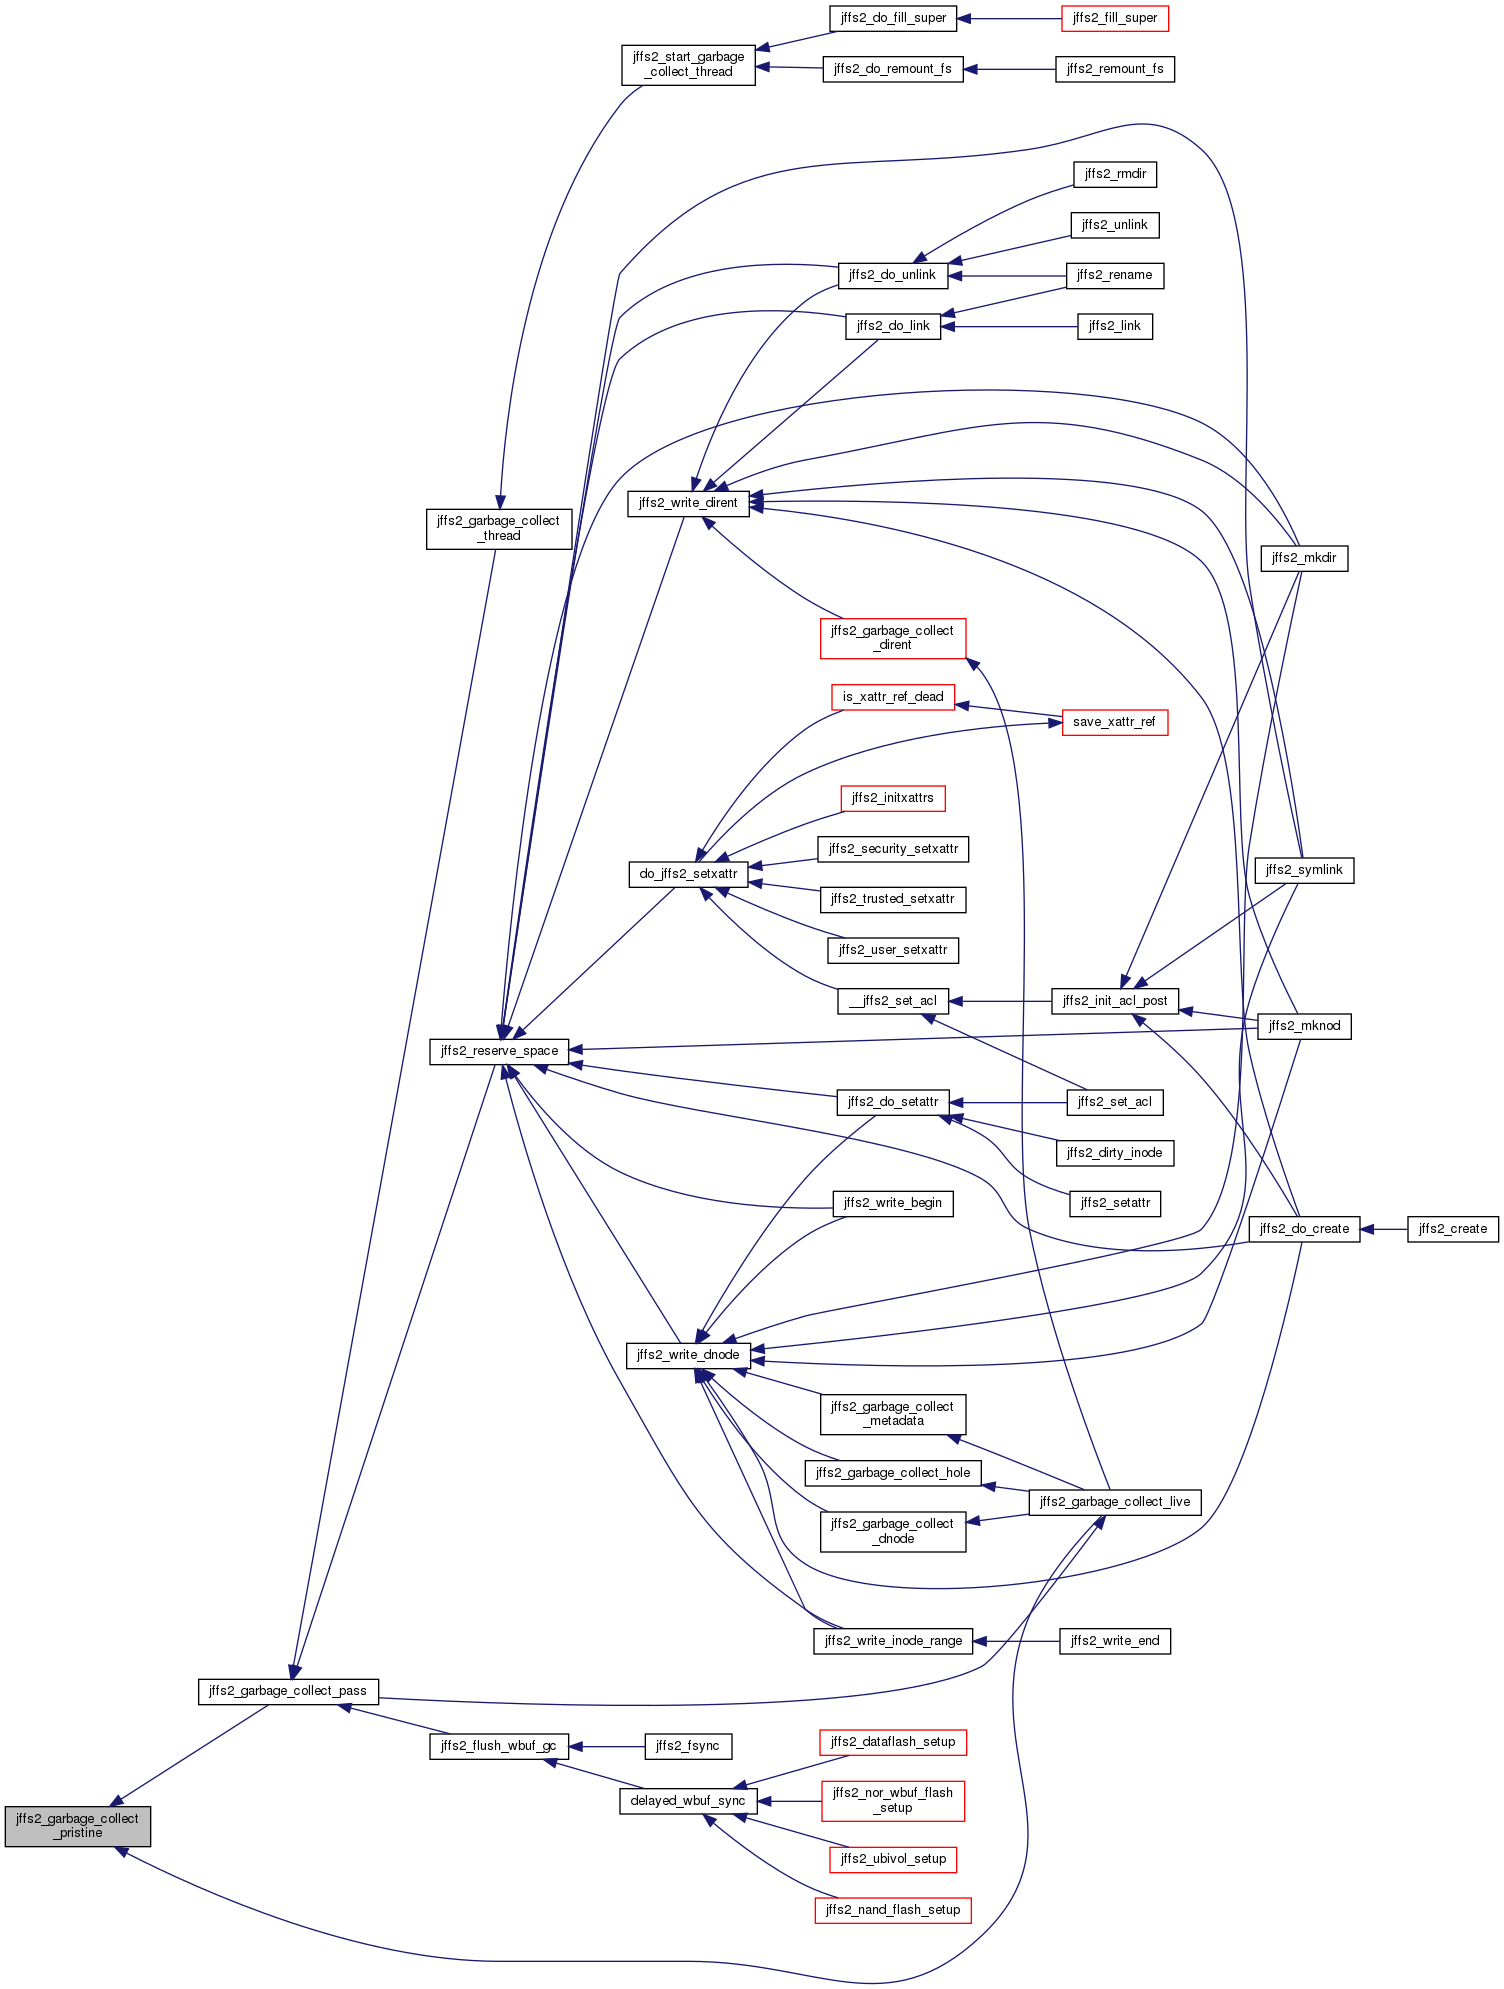 jffs2_do_fill_super
jffs2_fill_super
jffs2_start_garbage
_collect_thread
jffs2_do_remount_fs
jffs2_remount_fs
jffs2_rmdir
jffs2_unlink
jffs2_do_unlink
jffs2_rename
jffs2_do_link
jffs2_link
jffs2_write_dirent
jffs2_garbage_collect
_thread
jffs2_mkdir
jffs2_garbage_collect
_dirent
is_xattr_ref_dead
save_xattr_ref
jffs2_initxattrs
jffs2_security_setxattr
do_jffs2_setxattr
jffs2_symlink
jffs2_trusted_setxattr
jffs2_user_setxattr
__jffs2_set_acl
jffs2_init_acl_post
jffs2_mknod
jffs2_reserve_space
jffs2_do_setattr
jffs2_set_acl
jffs2_dirty_inode
jffs2_write_begin
jffs2_setattr
jffs2_do_create
jffs2_create
jffs2_write_dnode
jffs2_garbage_collect
_metadata
jffs2_garbage_collect_hole
jffs2_garbage_collect_live
jffs2_garbage_collect
_dnode
jffs2_write_inode_range
jffs2_write_end
jffs2_garbage_collect_pass
jffs2_flush_wbuf_gc
jffs2_fsync
jffs2_dataflash_setup
delayed_wbuf_sync
jffs2_nor_wbuf_flash
_setup
jffs2_garbage_collect
_pristine
jffs2_ubivol_setup
jffs2_nand_flash_setup